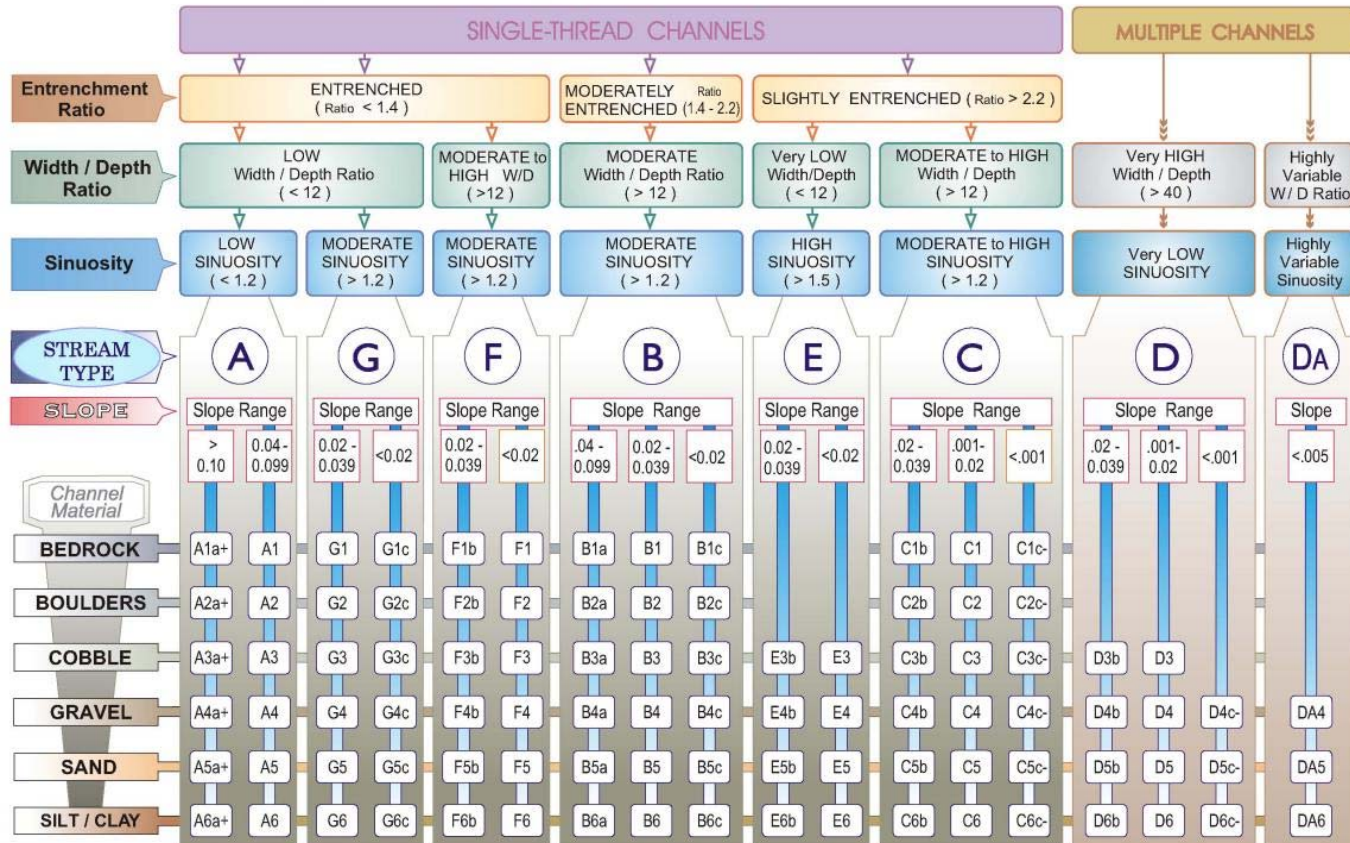 SINGLE-THREAD CHANNELS
MULTIPLE CHANNELS
Entrenchment
Ratio
ENTRENCHED
( Ratio < 1.4 )
MODERATELY Ratio
ENTRENCHED (1.4 - 2.2)
SLIGHTLY ENTRENCHED ( Ratio > 2.2 )
Width / Depth
Ratio
LOW
Width / Depth Ratio
( < 12 )
MODERATE to
HIGH W/D
( >12 )
MODERATE
Width / Depth Ratio
( > 12 )
Very LOW
Width/Depth
( < 12 )
MODERATE to HIGH
Width / Depth
( > 12 )
Very HIGH
Width / Depth
( > 40 )
Highly
Variable
W / D Ratio
Sinuosity
LOW
SINUOSITY
( < 1.2 )
MODERATE
SINUOSITY
( > 1.2 )
MODERATE
SINUOSITY
( > 1.2 )
MODERATE
SINUOSITY
( > 1.2 )
HIGH
SINUOSITY
( > 1.5 )
MODERATE to HIGH
SINUOSITY
( > 1.2 )
Very LOW
SINUOSITY
Highly
Variable
Sinuosity
STREAM
TYPE
A G F B E C D DA
SLOPE
Slope Range Slope Range Slope Range Slope Range Slope Range Slope Range Slope Range Slope
>
0.10
0.04 -
0.099
0.02 -
0.039
<0.02
0.02 -
0.039
<0.02
.04 -
0.099
0.02 -
0.039
<0.02
0.02 -
0.039
<0.02
.02 -
0.039
.001-
0.02
<.001
.02 -
0.039
.001-
0.02
<.001
<.005
Channel
Material
BEDROCK A1a+ A1 G1 G1c F1b F1 B1a B1 B1c C1b C1 C1c-
BOULDERS A2a+ A2 G2 G2c F2b F2 B2a B2 B2c C2b C2 C2c-
COBBLE A3a+ A3 G3 G3c F3b F3 B3a B3 B3c E3b E3 C3b C3 C3c- D3b D3
GRAVEL A4a+ A4 G4 G4c F4b F4 B4a B4 B4c E4b E4 C4b C4 C4c- D4b D4 D4c- DA4
SAND A5a+ A5 G5 G5c F5b F5 B5a B5 B5c E5b E5 C5b C5 C5c- D5b D5 D5c- DA5
SILT / CLAY A6a+ A6 G6 G6c F6b F6 B6a B6 B6c E6b E6 C6b C6 C6c- D6b D6 D6c- DA6